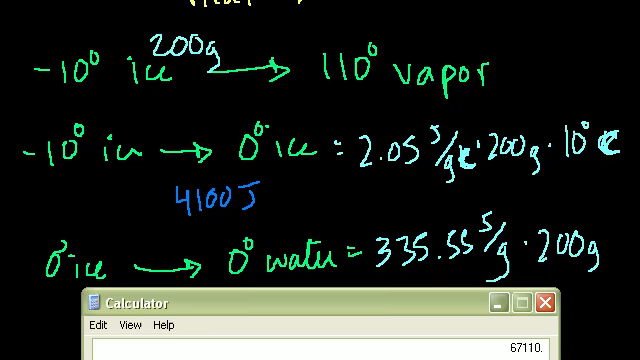 200g
-10° ice → 110° vapor
-10° ice → 0° ice = 2.05 J/g·200g·10°
4100J
0° ice → 0° water = 335.55 J/g · 200g
Calculator
Edit View Help
67110.